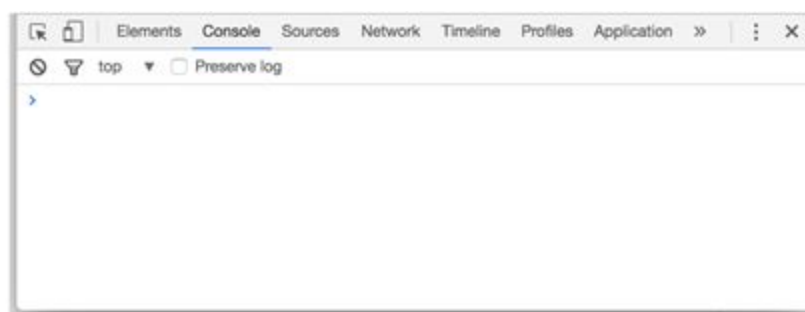 Elements Console Sources Network Timeline Profiles Application »
top ▼ Preserve log
>